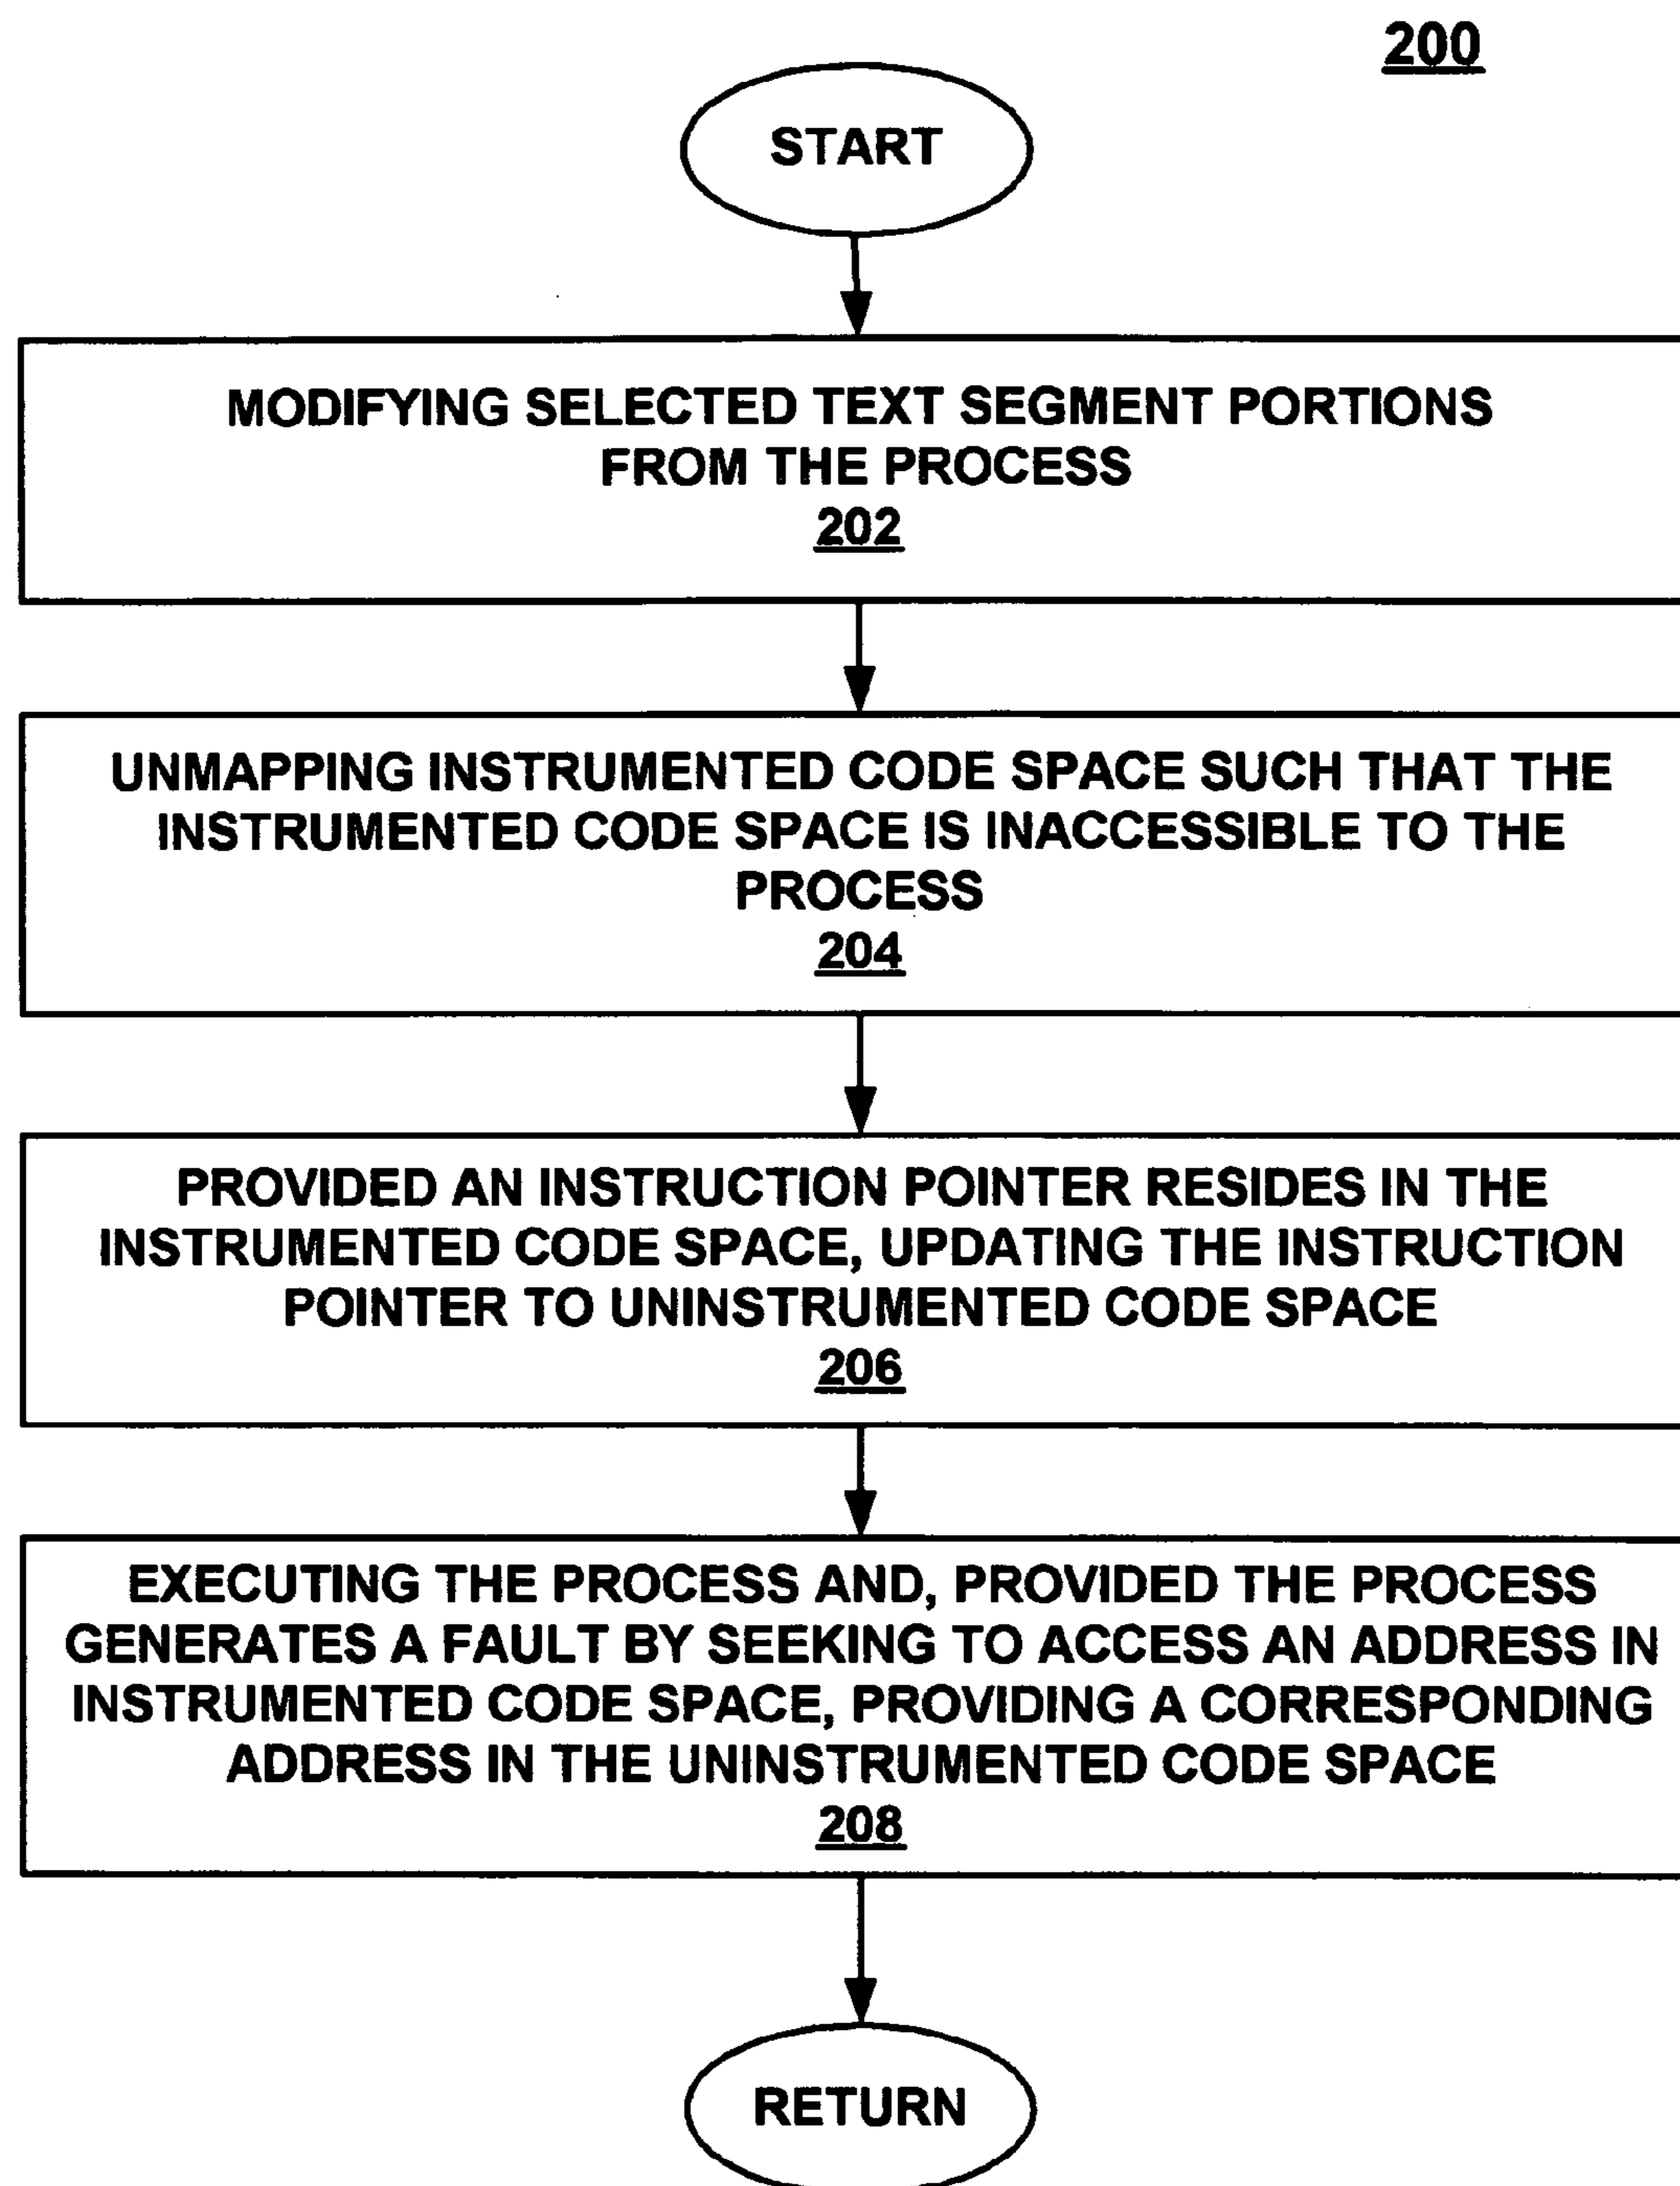 200
START
MODIFYING SELECTED TEXT SEGMENT PORTIONS
FROM THE PROCESS
202
UNMAPPING INSTRUMENTED CODE SPACE SUCH THAT THE
INSTRUMENTED CODE SPACE IS INACCESSIBLE TO THE
PROCESS
204
PROVIDED AN INSTRUCTION POINTER RESIDES IN THE
INSTRUMENTED CODE SPACE, UPDATING THE INSTRUCTION
POINTER TO UNINSTRUMENTED CODE SPACE
206
EXECUTING THE PROCESS AND, PROVIDED THE PROCESS
GENERATES A FAULT BY SEEKING TO ACCESS AN ADDRESS IN
INSTRUMENTED CODE SPACE, PROVIDING A CORRESPONDING
ADDRESS IN THE UNINSTRUMENTED CODE SPACE
208
RETURN